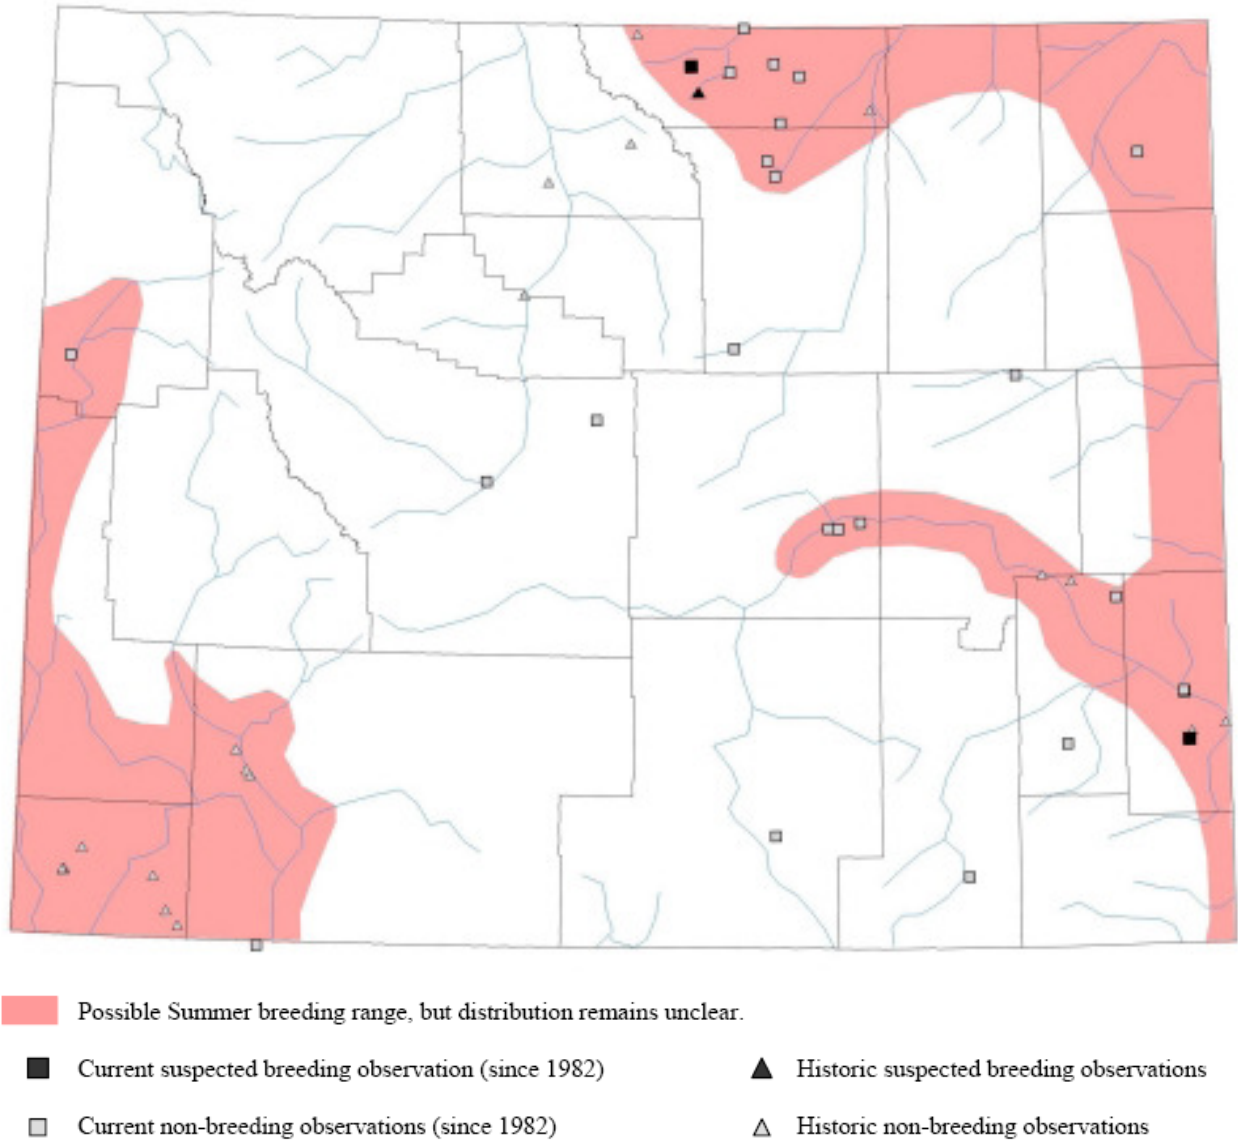 Possible Summer breeding range, but distribution remains unclear.
Current suspected breeding observation (since 1982)
Historic suspected breeding observations
Current non-breeding observations (since 1982)
Historic non-breeding observations